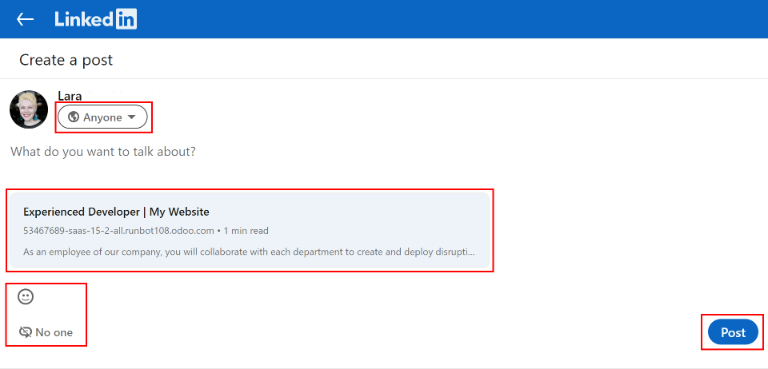 Linked in
Create a post
Lara
Anyone
What do you want to talk about?
Experienced Developer | My Website
53467689-saas-15-2-all.runbot108.odoo.com • 1 min read
As an employee of our company, you will collaborate with each department to create and deploy disrupti...
No one
Post